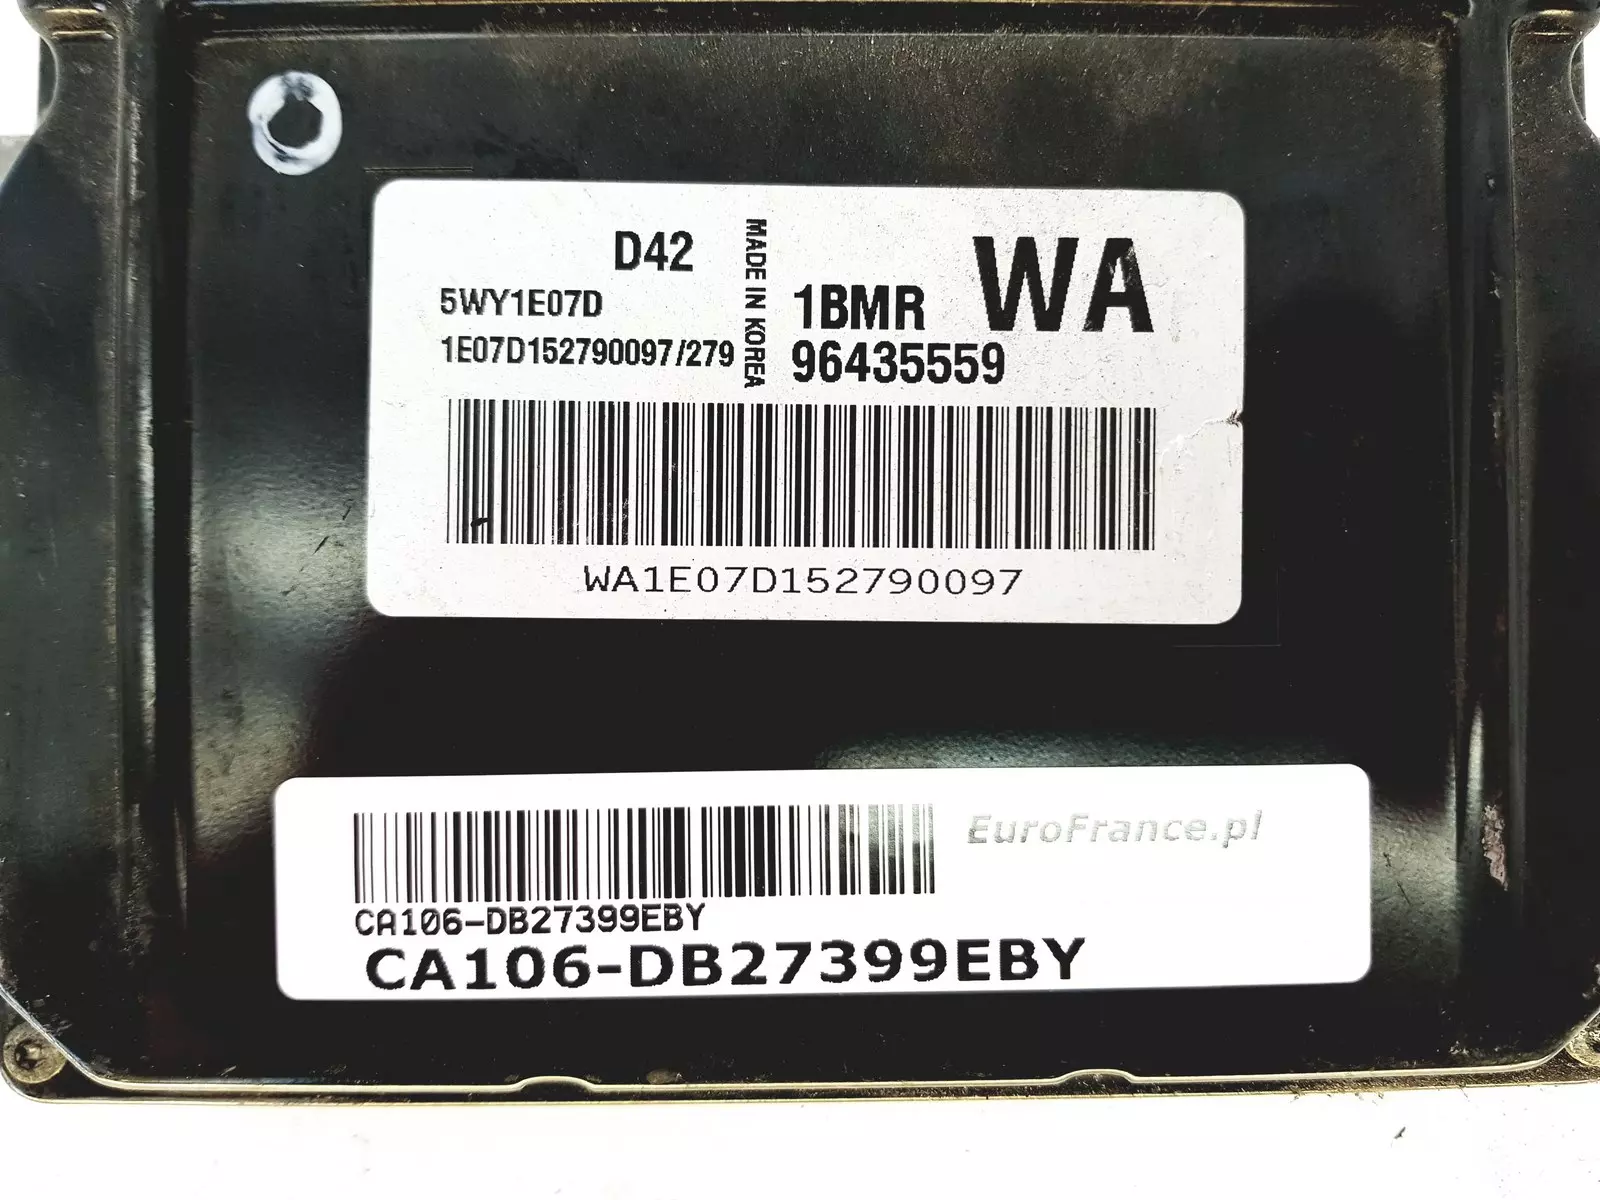 D42
5WY1E07D
1E07D152790097/279
MADE IN KOREA
1BMR
WA
96435559
WA1E07D152790097
EuroFrance.pl
CA106-DB27399EBY
CA106-DB27399EBY